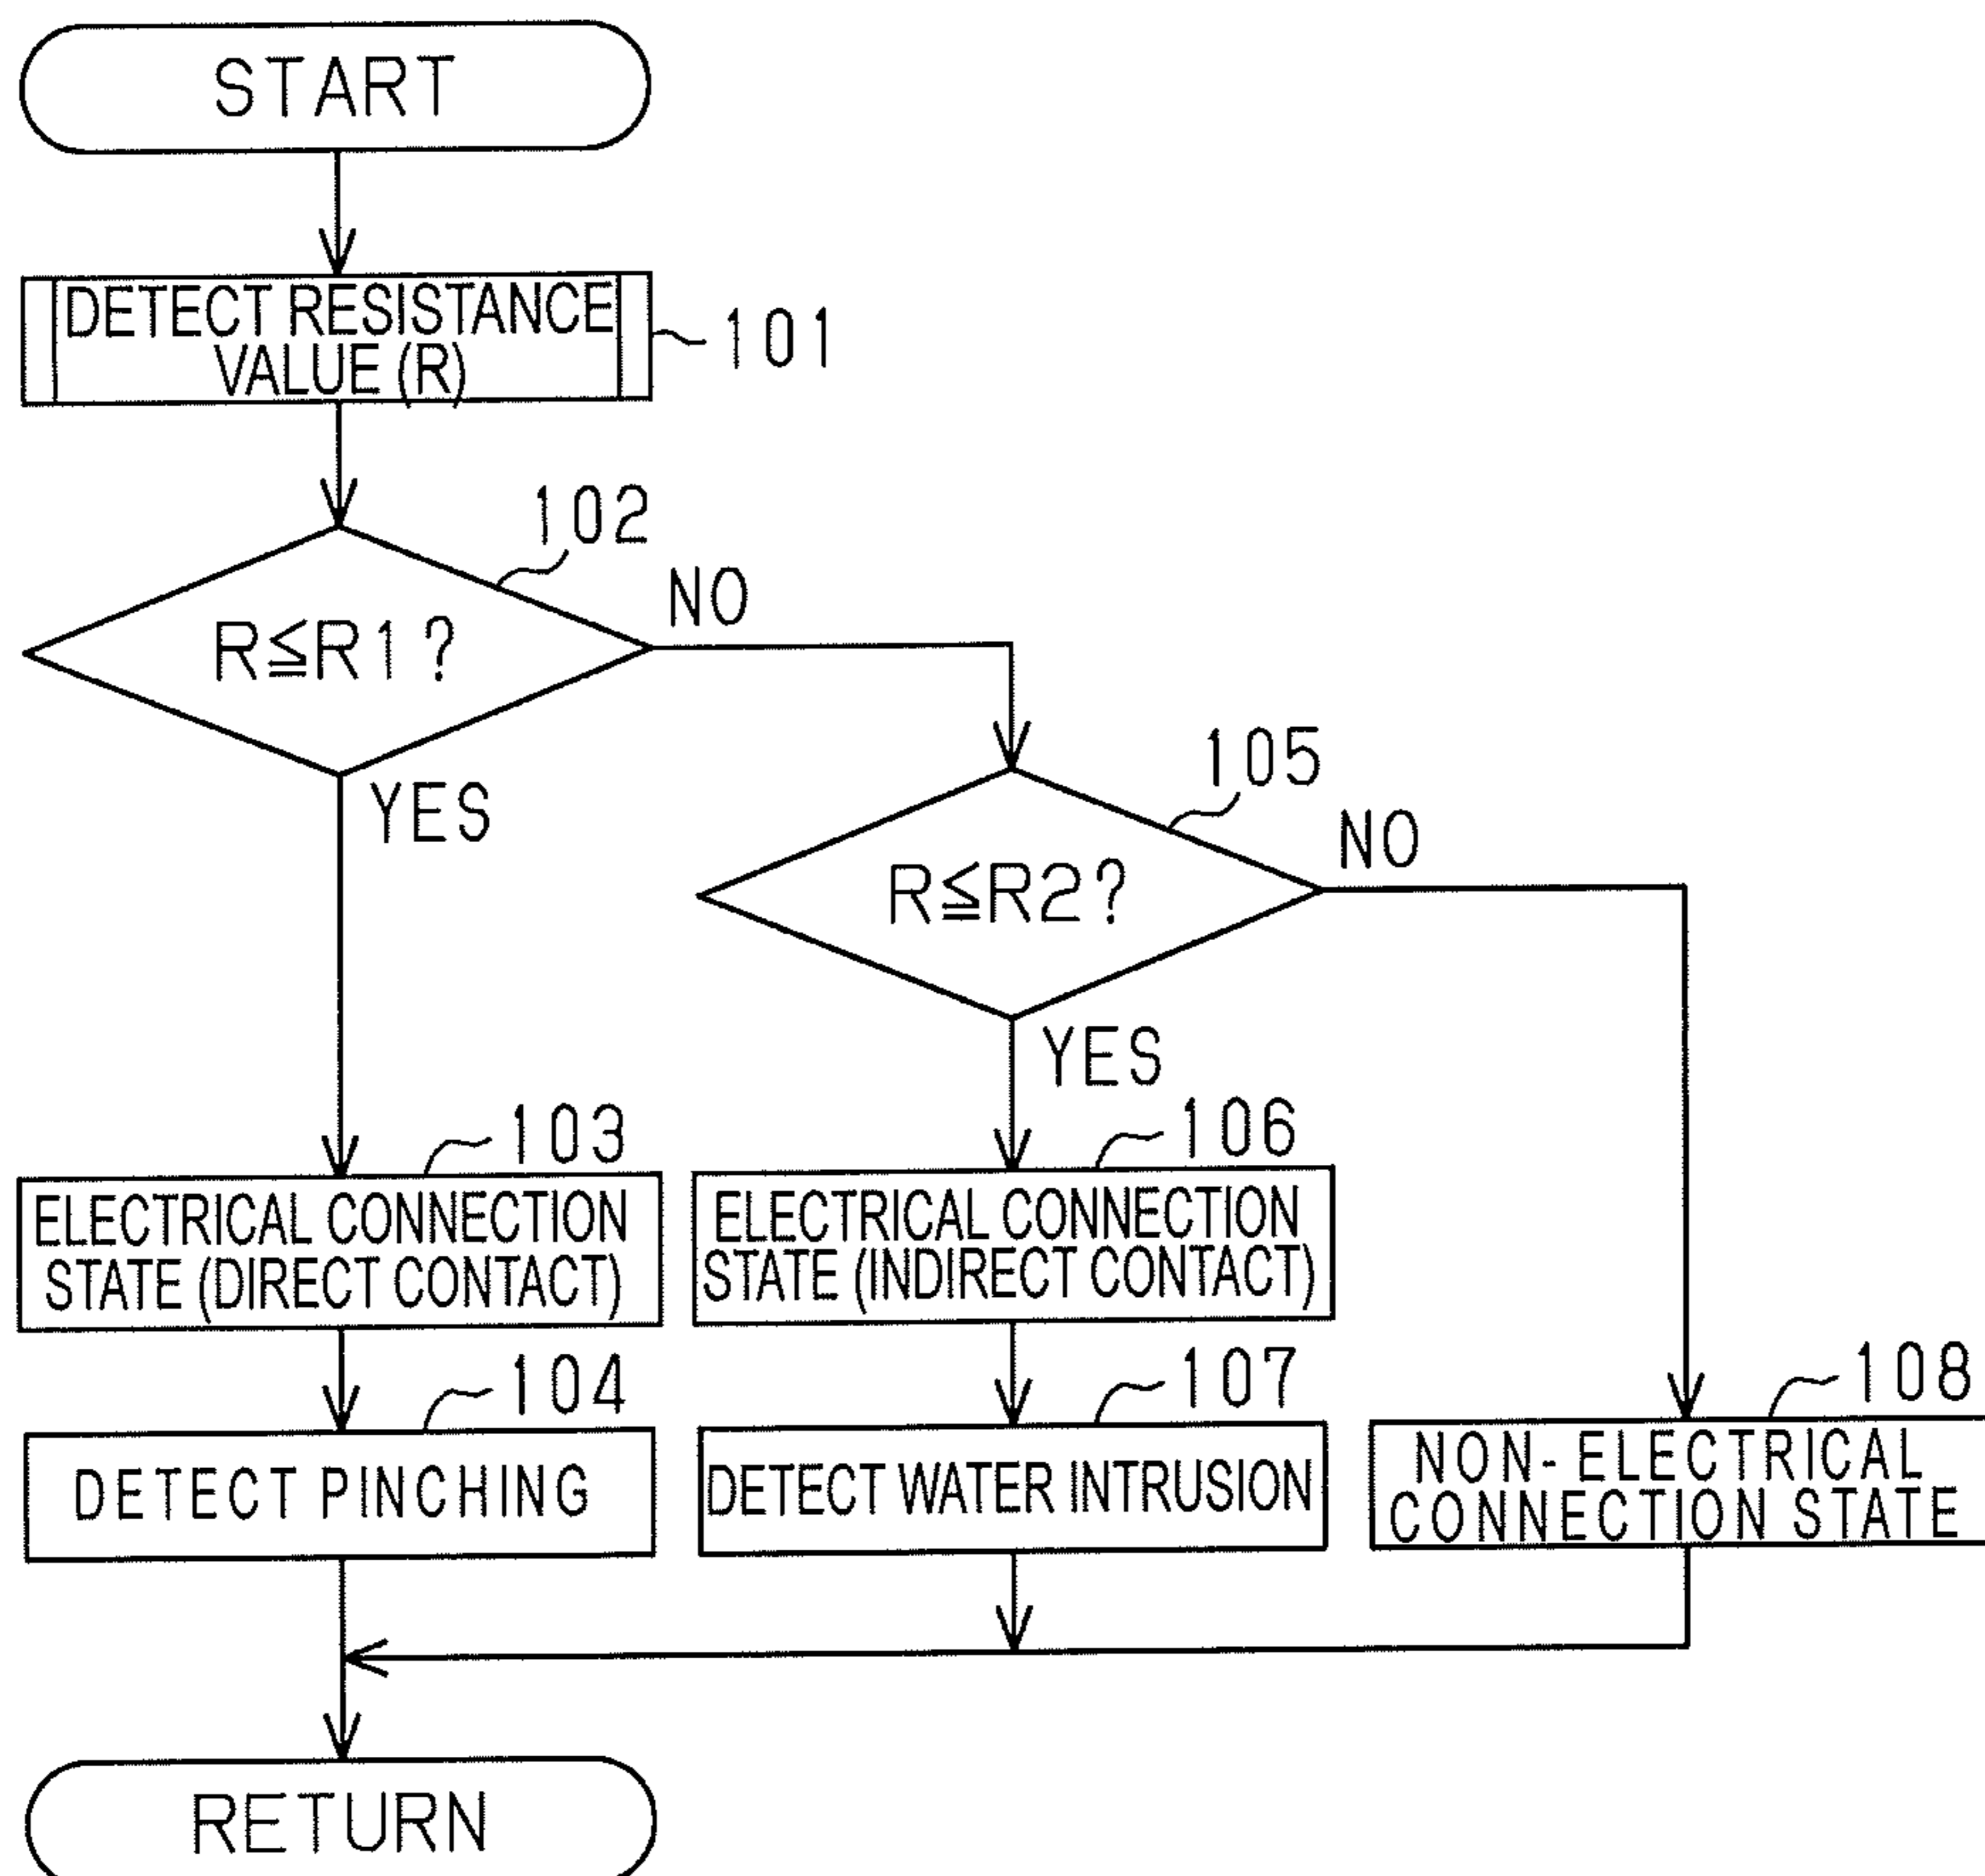 START
DETECT RESISTANCE
VALUE (R)
101
102
R≦R1?
NO
YES
105
R≦R2?
NO
YES
103
ELECTRICAL CONNECTION
STATE (DIRECT CONTACT)
106
ELECTRICAL CONNECTION
STATE (INDIRECT CONTACT)
104
DETECT PINCHING
107
DETECT WATER INTRUSION
108
NON-ELECTRICAL
CONNECTION STATE
RETURN